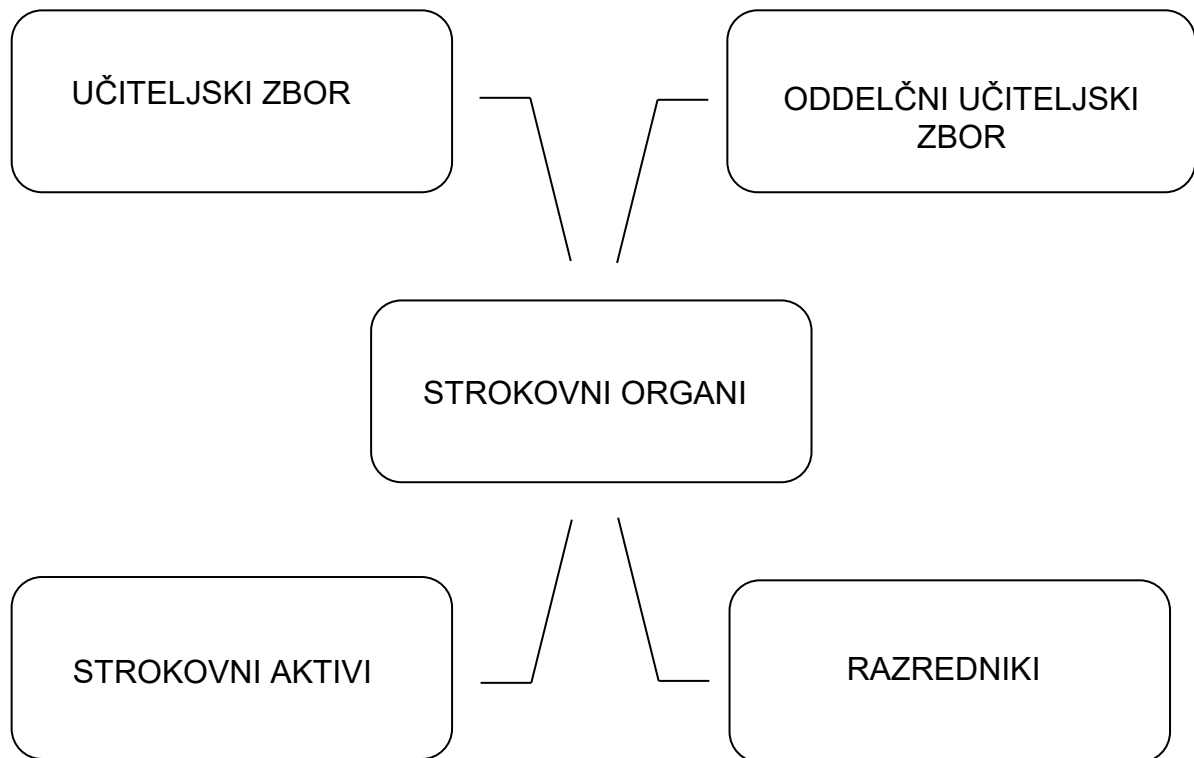 UČITELJSKI ZBOR
ODDELČNI UČITELJSKI
ZBOR
STROKOVNI ORGANI
STROKOVNI AKTIVI
RAZREDNIKI